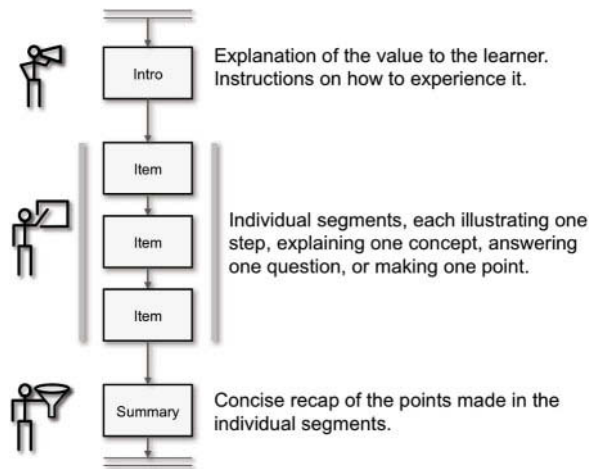 Intro
Explanation of the value to the learner.
Instructions on how to experience it.
Item
Item
Item
Individual segments, each illustrating one
step, explaining one concept, answering
one question, or making one point.
Summary
Concise recap of the points made in the
individual segments.